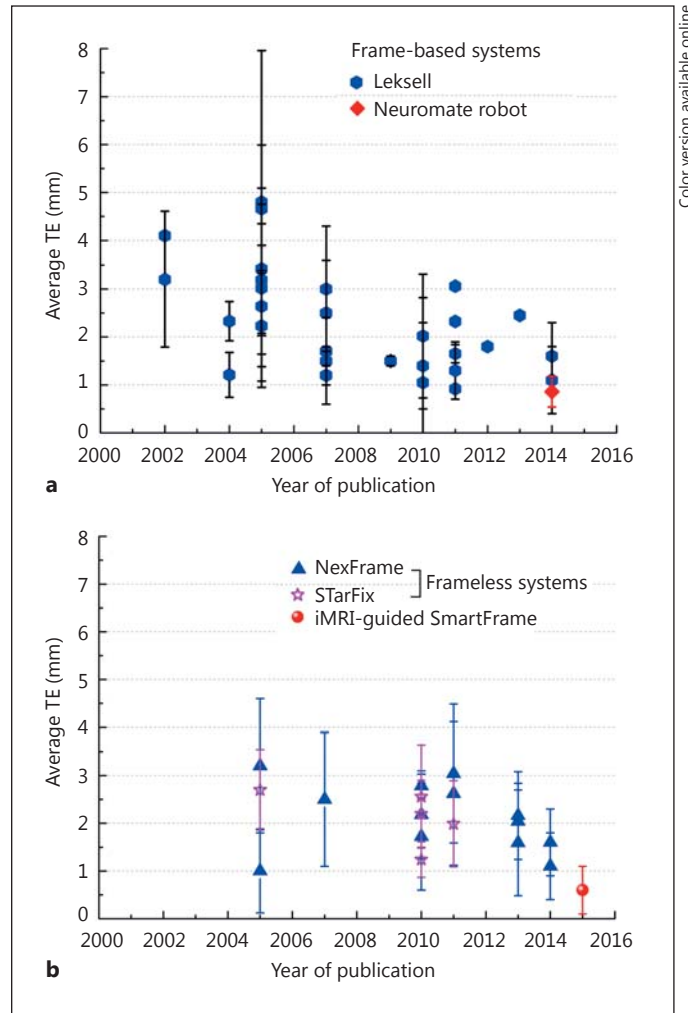 Color version available online
8
7
6
5
4
3
2
1
0
Average TE (mm)
Frame-based systems
Leksell
Neuromate robot
2000 2002 2004 2006 2008 2010 2012 2014 2016
a
Year of publication
8
7
6
5
4
3
2
1
0
Average TE (mm)
NexFrame
STarFix
Frameless systems
iMRI-guided SmartFrame
2000 2002 2004 2006 2008 2010 2012 2014 2016
b
Year of publication